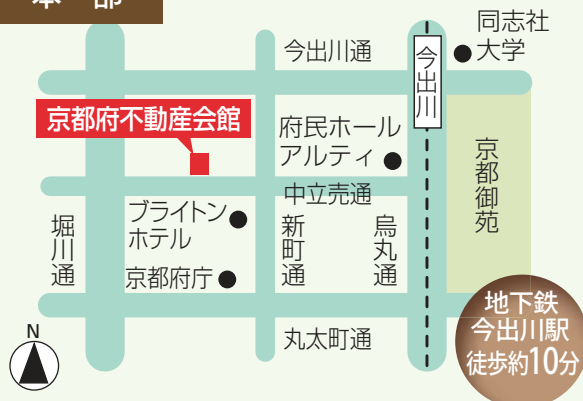 本部
同志社
大学
今出川通
今出川
京都府不動産会館
府民ホール
アルティ
京都御苑
中立売通
ブライトン
ホテル
堀川通
新町通
烏丸通
京都府庁
丸太町通
N
地下鉄
今出川駅
徒歩約10分